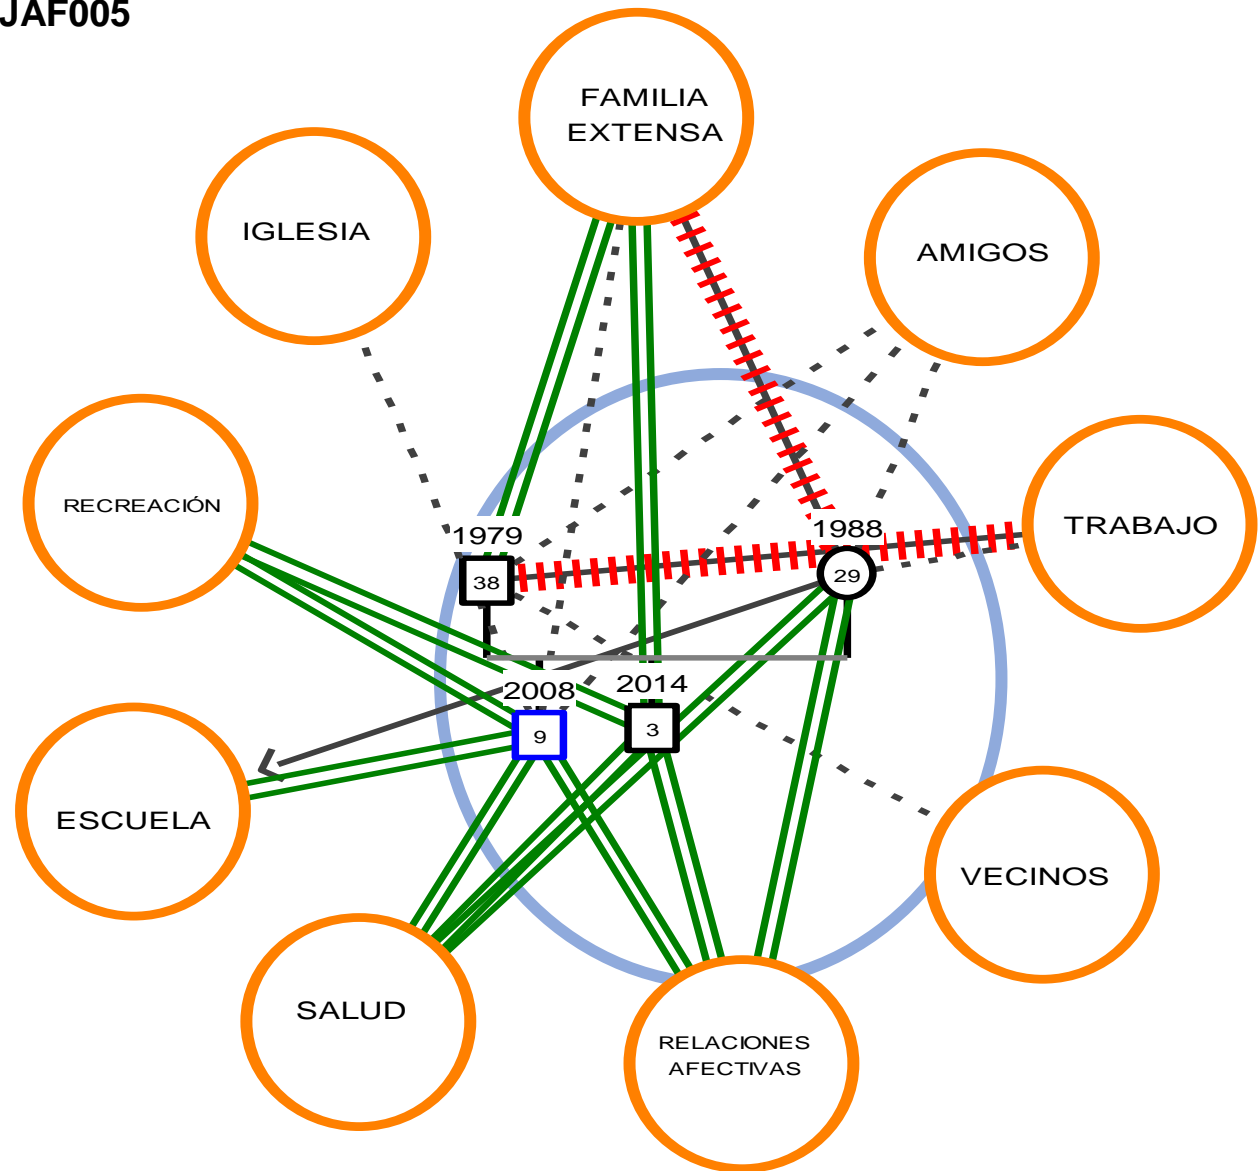 JAF005
FAMILIA
EXTENSA
IGLESIA
AMIGOS
RECREACIÓN
1979
1988
TRABAJO
38
29
2008
2014
9
3
ESCUELA
VECINOS
SALUD
RELACIONES
AFECTIVAS